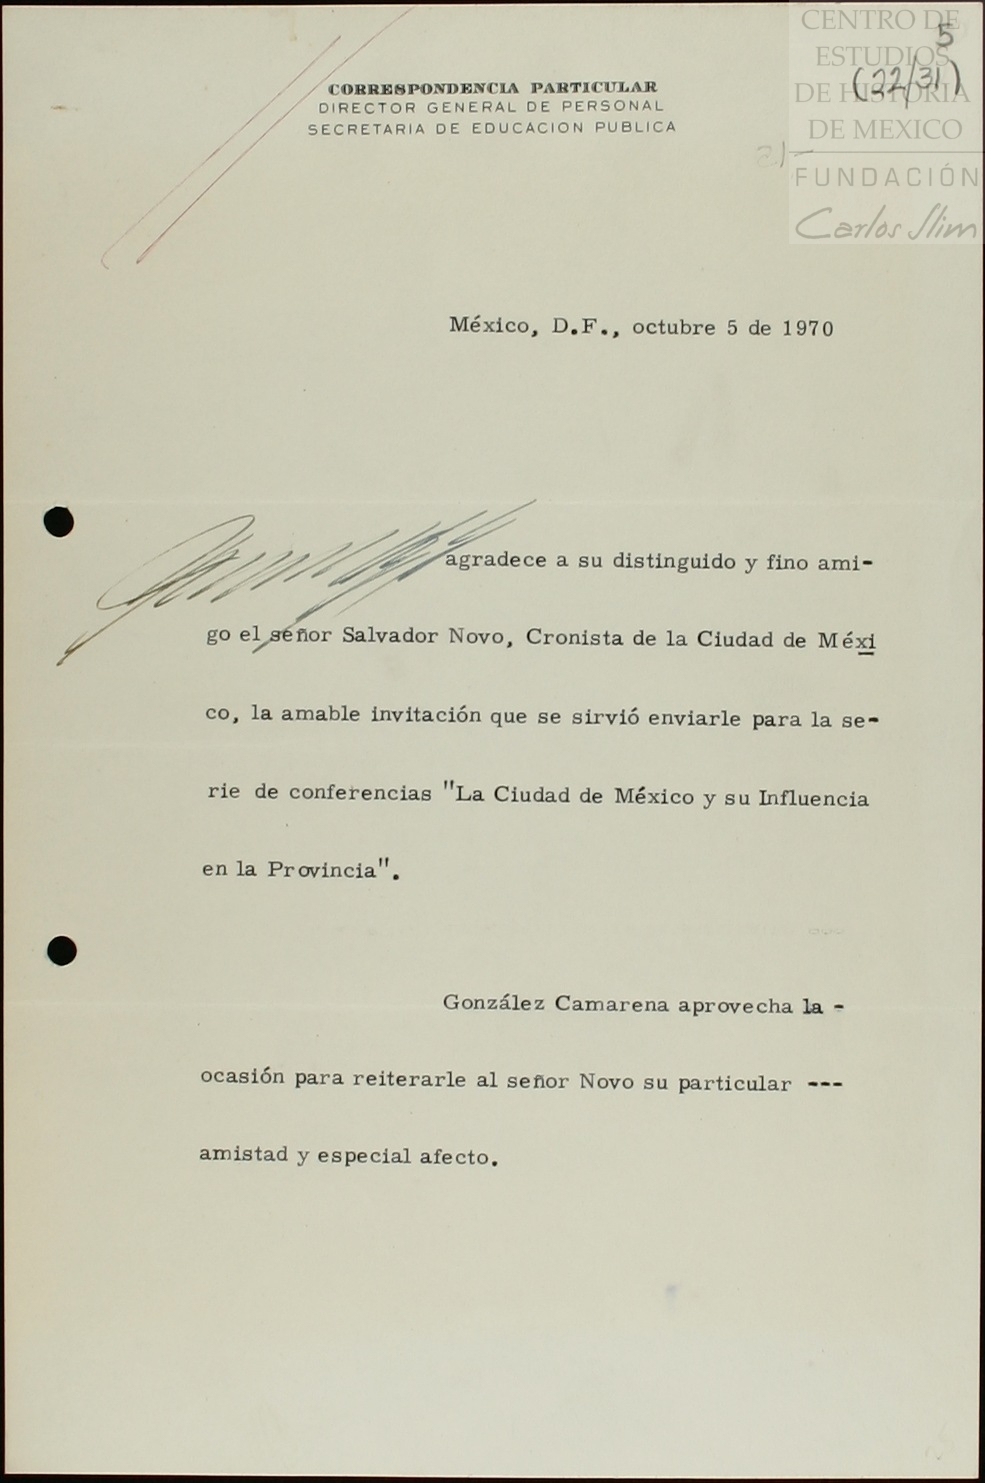 CENTRO DE
ESTUDIOS
DE HISTORIA
DE MEXICO
FUNDACIÓN
Carlos Slim
5
(22/31)
CORRESPONDENCIA PARTICULAR
DIRECTOR GENERAL DE PERSONAL
SECRETARIA DE EDUCACION PUBLICA
México, D.F., octubre 5 de 1970
agradece a su distinguido y fino ami-
go el señor Salvador Novo, Cronista de la Ciudad de Méxi
co, la amable invitación que se sirvió enviarle para la se-
rie de conferencias "La Ciudad de México y su Influencia
en la Provincia".
González Camarena aprovecha la -
ocasión para reiterarle al señor Novo su particular ---
amistad y especial afecto.